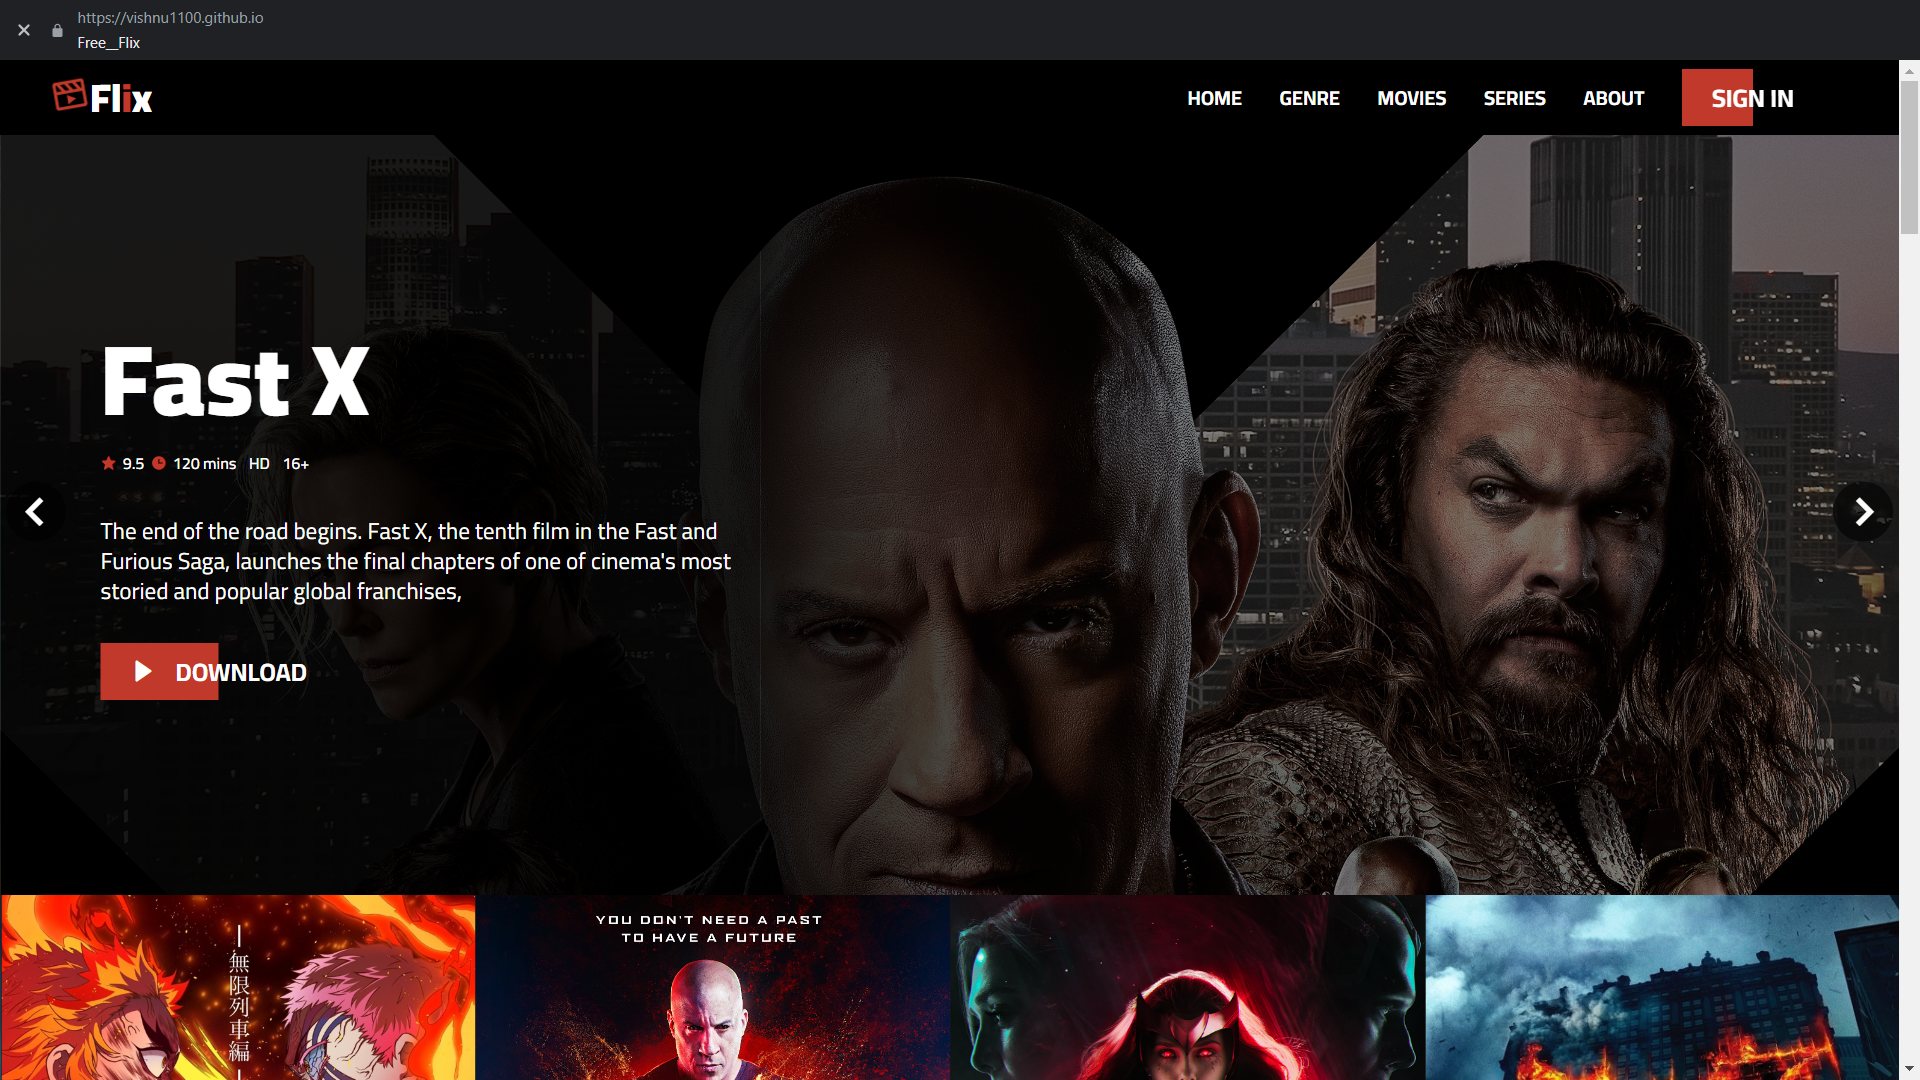 https://vishnu1100.github.io
Free__Flix
Flix
HOME GENRE MOVIES SERIES ABOUT SIGN IN
Fast X
9.5 120 mins HD 16+
The end of the road begins. Fast X, the tenth film in the Fast and
Furious Saga, launches the final chapters of one of cinema's most
storied and popular global franchises,
DOWNLOAD
無限列車編
YOU DON'T NEED A PAST
TO HAVE A FUTURE